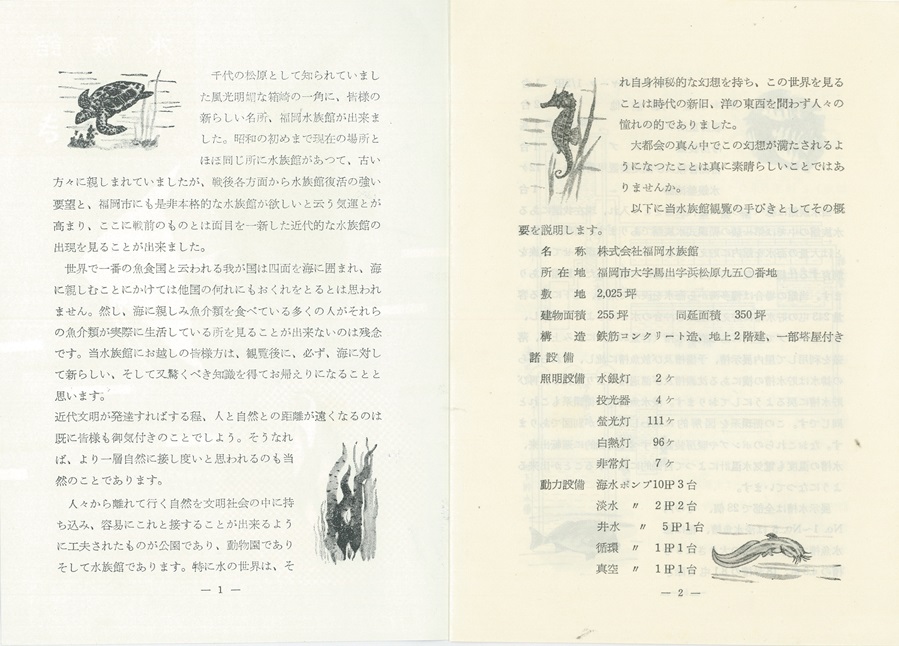 千代の松原として知られていまし
た風光明媚な箱崎の一角に、皆様の
新らしい名所、福岡水族館が出来ま
した。昭和の初めまで現在の場所と
ほぼ同じ所に水族館があつて、古い
方々に親しまれていましたが、戦後各方面から水族館復活の強い
要望と、福岡市にも是非本格的な水族館が欲しいと云う気運とが
高まり、ここに戦前のものとは面目を一新した近代的な水族館の
出現を見ることが出来ました。
世界で一番の魚食国と云われる我が国は四面を海に囲まれ、海
に親しむことにかけては他国の何れにもおくれをとるとは思われ
ません。然し、海に親しみ魚介類を食べている多くの人がそれら
の魚介類が実際に生活している所を見ることが出来ないのは残念
です。当水族館にお越しの皆様方は、観覧後に、必ず、海に対し
て新らしい、そして又驚くべき知識を得てお帰えりになることと
思います。
近代文明が発達すればする程、人と自然との距離が遠くなるのは
既に皆様も御気付きのことでしよう。そうなれ
ば、より一層自然に接し度いと思われるのも当
然のことであります。
人々から離れて行く自然を文明社会の中に持
ち込み、容易にこれと接することが出来るよう
に工夫されたものが公園であり、動物園であり
そして水族館であります。特に水の世界は、そ
— 1 —
れ自身神秘的な幻想を持ち、この世界を見る
ことは時代の新旧、洋の東西を問わず人々の
憧れの的でありました。
大都会の真ん中でこの幻想が満たされるよ
うになつたことは真に素晴らしいことではあ
りませんか。
以下に当水族館観覧の手びきとしてその概
要を説明します。
名 称 株式会社福岡水族館
所在地 福岡市大字馬出字浜松原九五〇番地
敷 地 2,025坪
建物面積 255坪 回延面積 350坪
構 造 鉄筋コンクリート造、地上2階建、一部塔屋付き
諸設備
照明設備 水銀灯 2ヶ
投光器 4ヶ
螢光灯 111ヶ
白熱灯 96ヶ
非常灯 7ヶ
動力設備 海水ポンプ10HP3台
淡水 〃 2HP2台
井水 〃 5HP1台
循環 〃 1HP1台
真空 〃 1HP1台
— 2 —